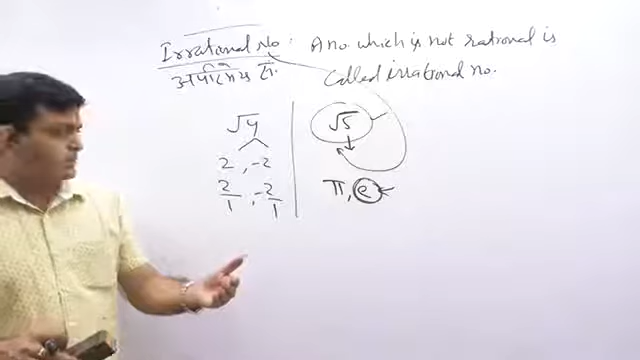 Irrational No: A no. which is not rational is
अपरिमेय सं. called irrational no.
√4 √5
2, -2
2/1, -2/1 π, e